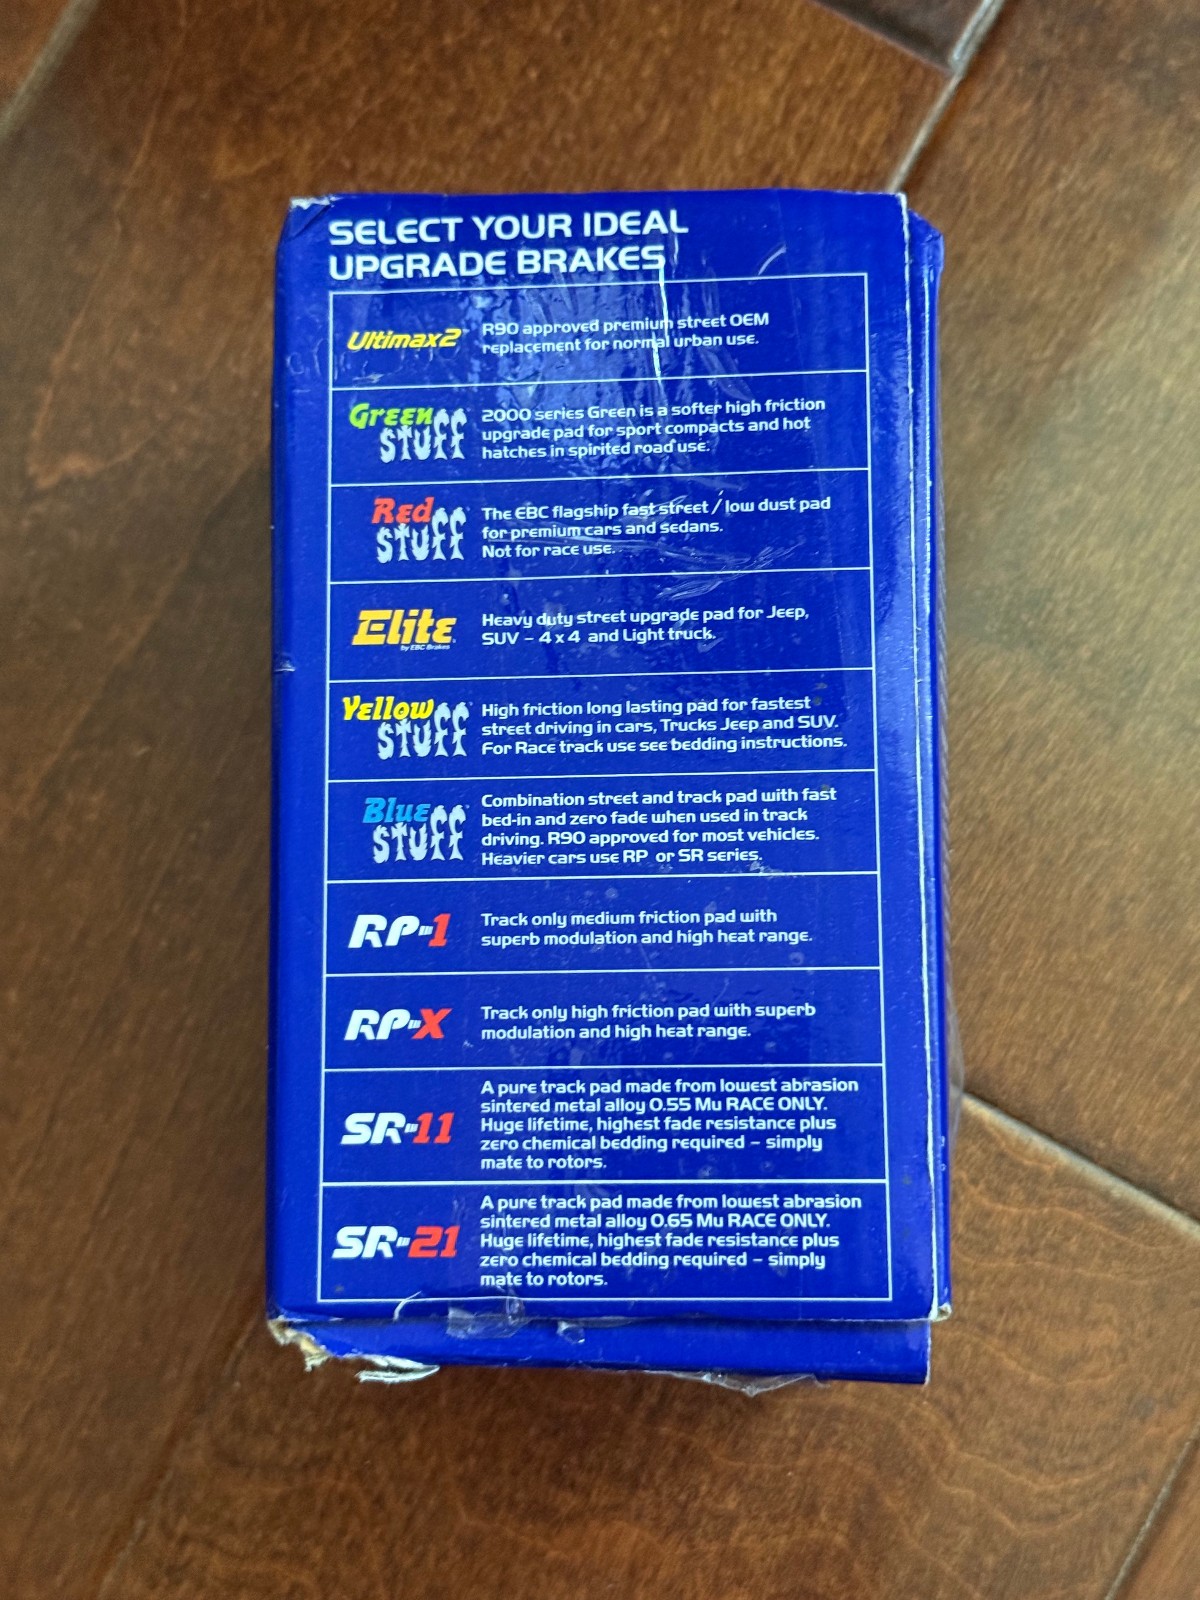 SELECT YOUR IDEAL
UPGRADE BRAKES
Ultimax2™
R90 approved premium street OEM
replacement for normal urban use.
Green
STUFF
2000 series Green is a softer high friction
upgrade pad for sport compacts and hot
hatches in spirited road use.
Red
STUFF
The EBC flagship fast street / low dust pad
for premium cars and sedans.
Not for race use.
Elite
by EBC Brakes
Heavy duty street upgrade pad for Jeep,
SUV – 4 x 4 and Light truck.
Yellow
STUFF
High friction long lasting pad for fastest
street driving in cars, Trucks Jeep and SUV.
For Race track use see bedding instructions.
Blue
STUFF
Combination street and track pad with fast
bed-in and zero fade when used in track
driving. R90 approved for most vehicles.
Heavier cars use RP or SR series.
RP-1
Track only medium friction pad with
superb modulation and high heat range.
RP-X
Track only high friction pad with superb
modulation and high heat range.
SR-11
A pure track pad made from lowest abrasion
sintered metal alloy 0.55 Mu RACE ONLY.
Huge lifetime, highest fade resistance plus
zero chemical bedding required – simply
mate to rotors.
SR-21
A pure track pad made from lowest abrasion
sintered metal alloy 0.65 Mu RACE ONLY.
Huge lifetime, highest fade resistance plus
zero chemical bedding required – simply
mate to rotors.